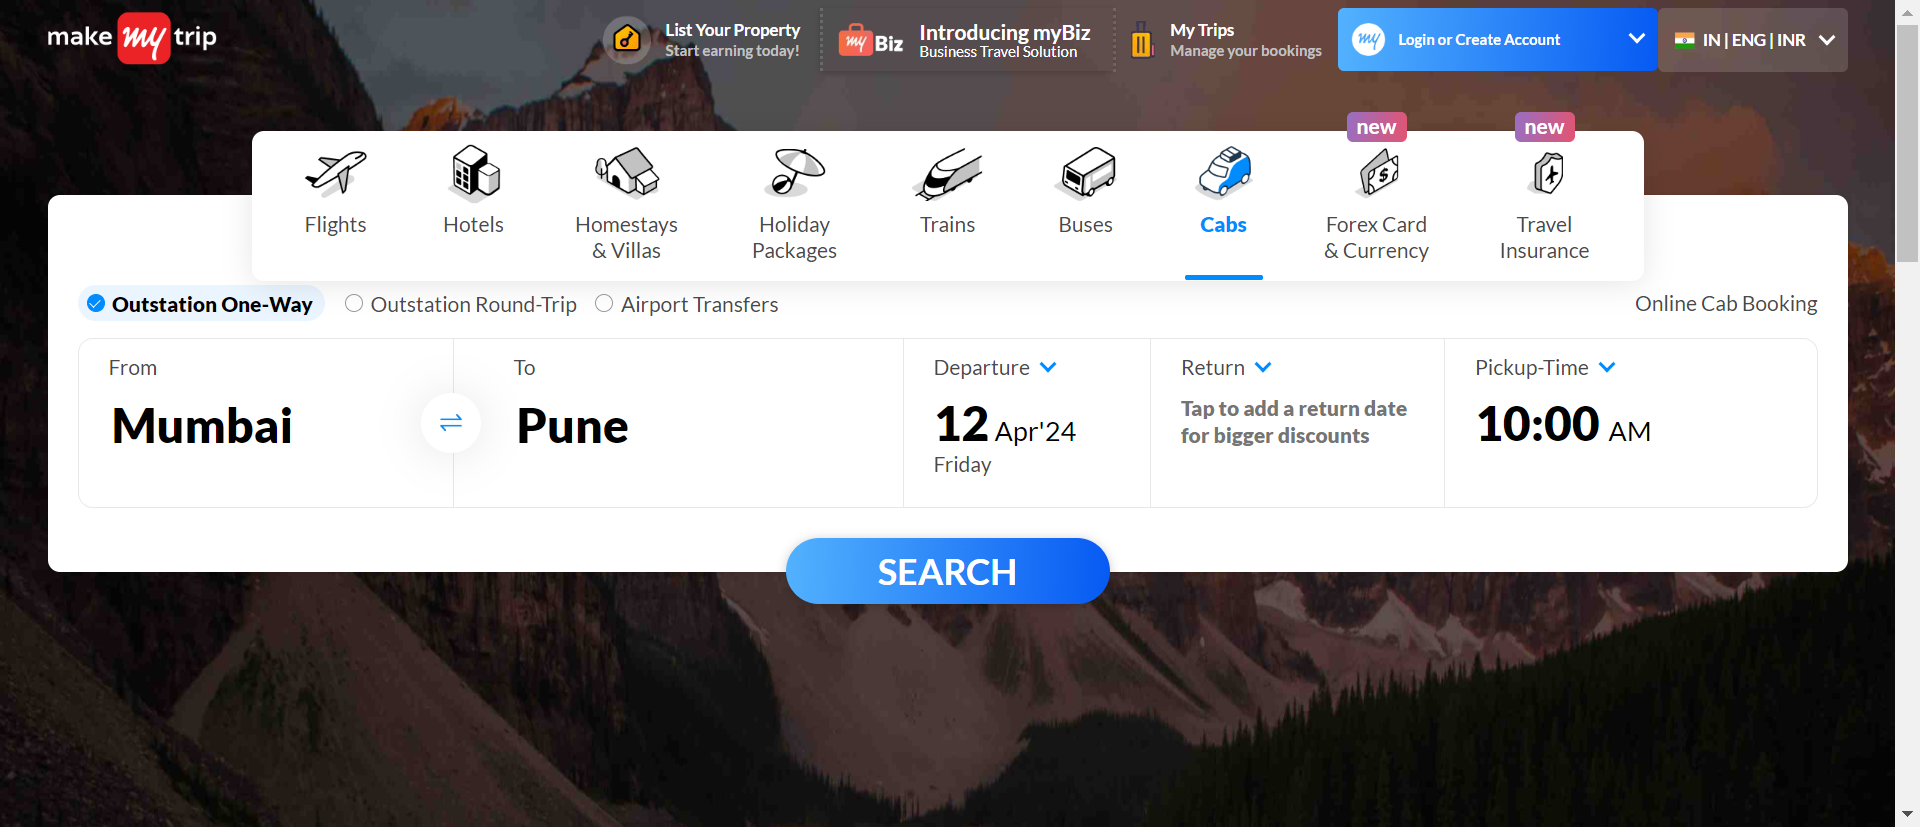 make my trip
List Your Property
Start earning today!
my Biz
Introducing myBiz
Business Travel Solution
My Trips
Manage your bookings
my
Login or Create Account
IN | ENG | INR
new
new
Flights
Hotels
Homestays
& Villas
Holiday
Packages
Trains
Buses
Cabs
Forex Card
& Currency
Travel
Insurance
Outstation One-Way
Outstation Round-Trip
Airport Transfers
Online Cab Booking
From
Mumbai
To
Pune
Departure
12 Apr'24
Friday
Return
Tap to add a return date
for bigger discounts
Pickup-Time
10:00 AM
SEARCH